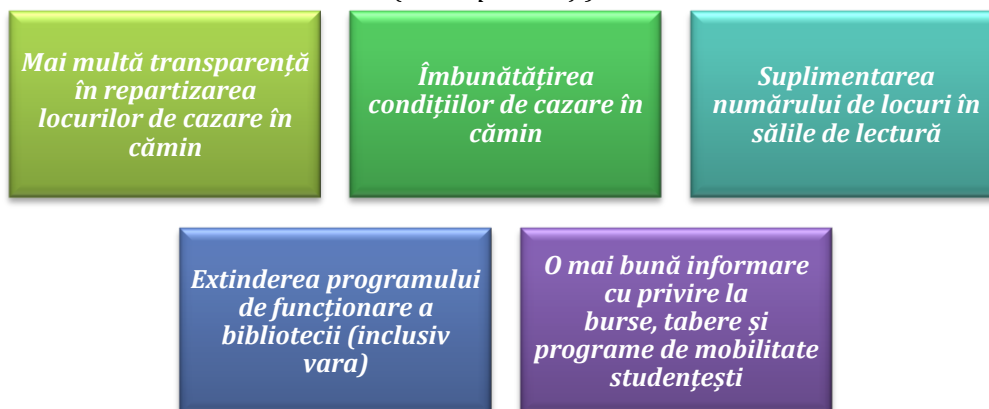 Mai multă transparență
în repartizarea
locurilor de cazare în
cămin
Îmbunătățirea
condițiilor de cazare în
cămin
Suplimentarea
numărului de locuri în
sălile de lectură
Extinderea programului
de funcționare a
bibliotecii (inclusiv
vara)
O mai bună informare
cu privire la
burse, tabere și
programe de mobilitate
studențești